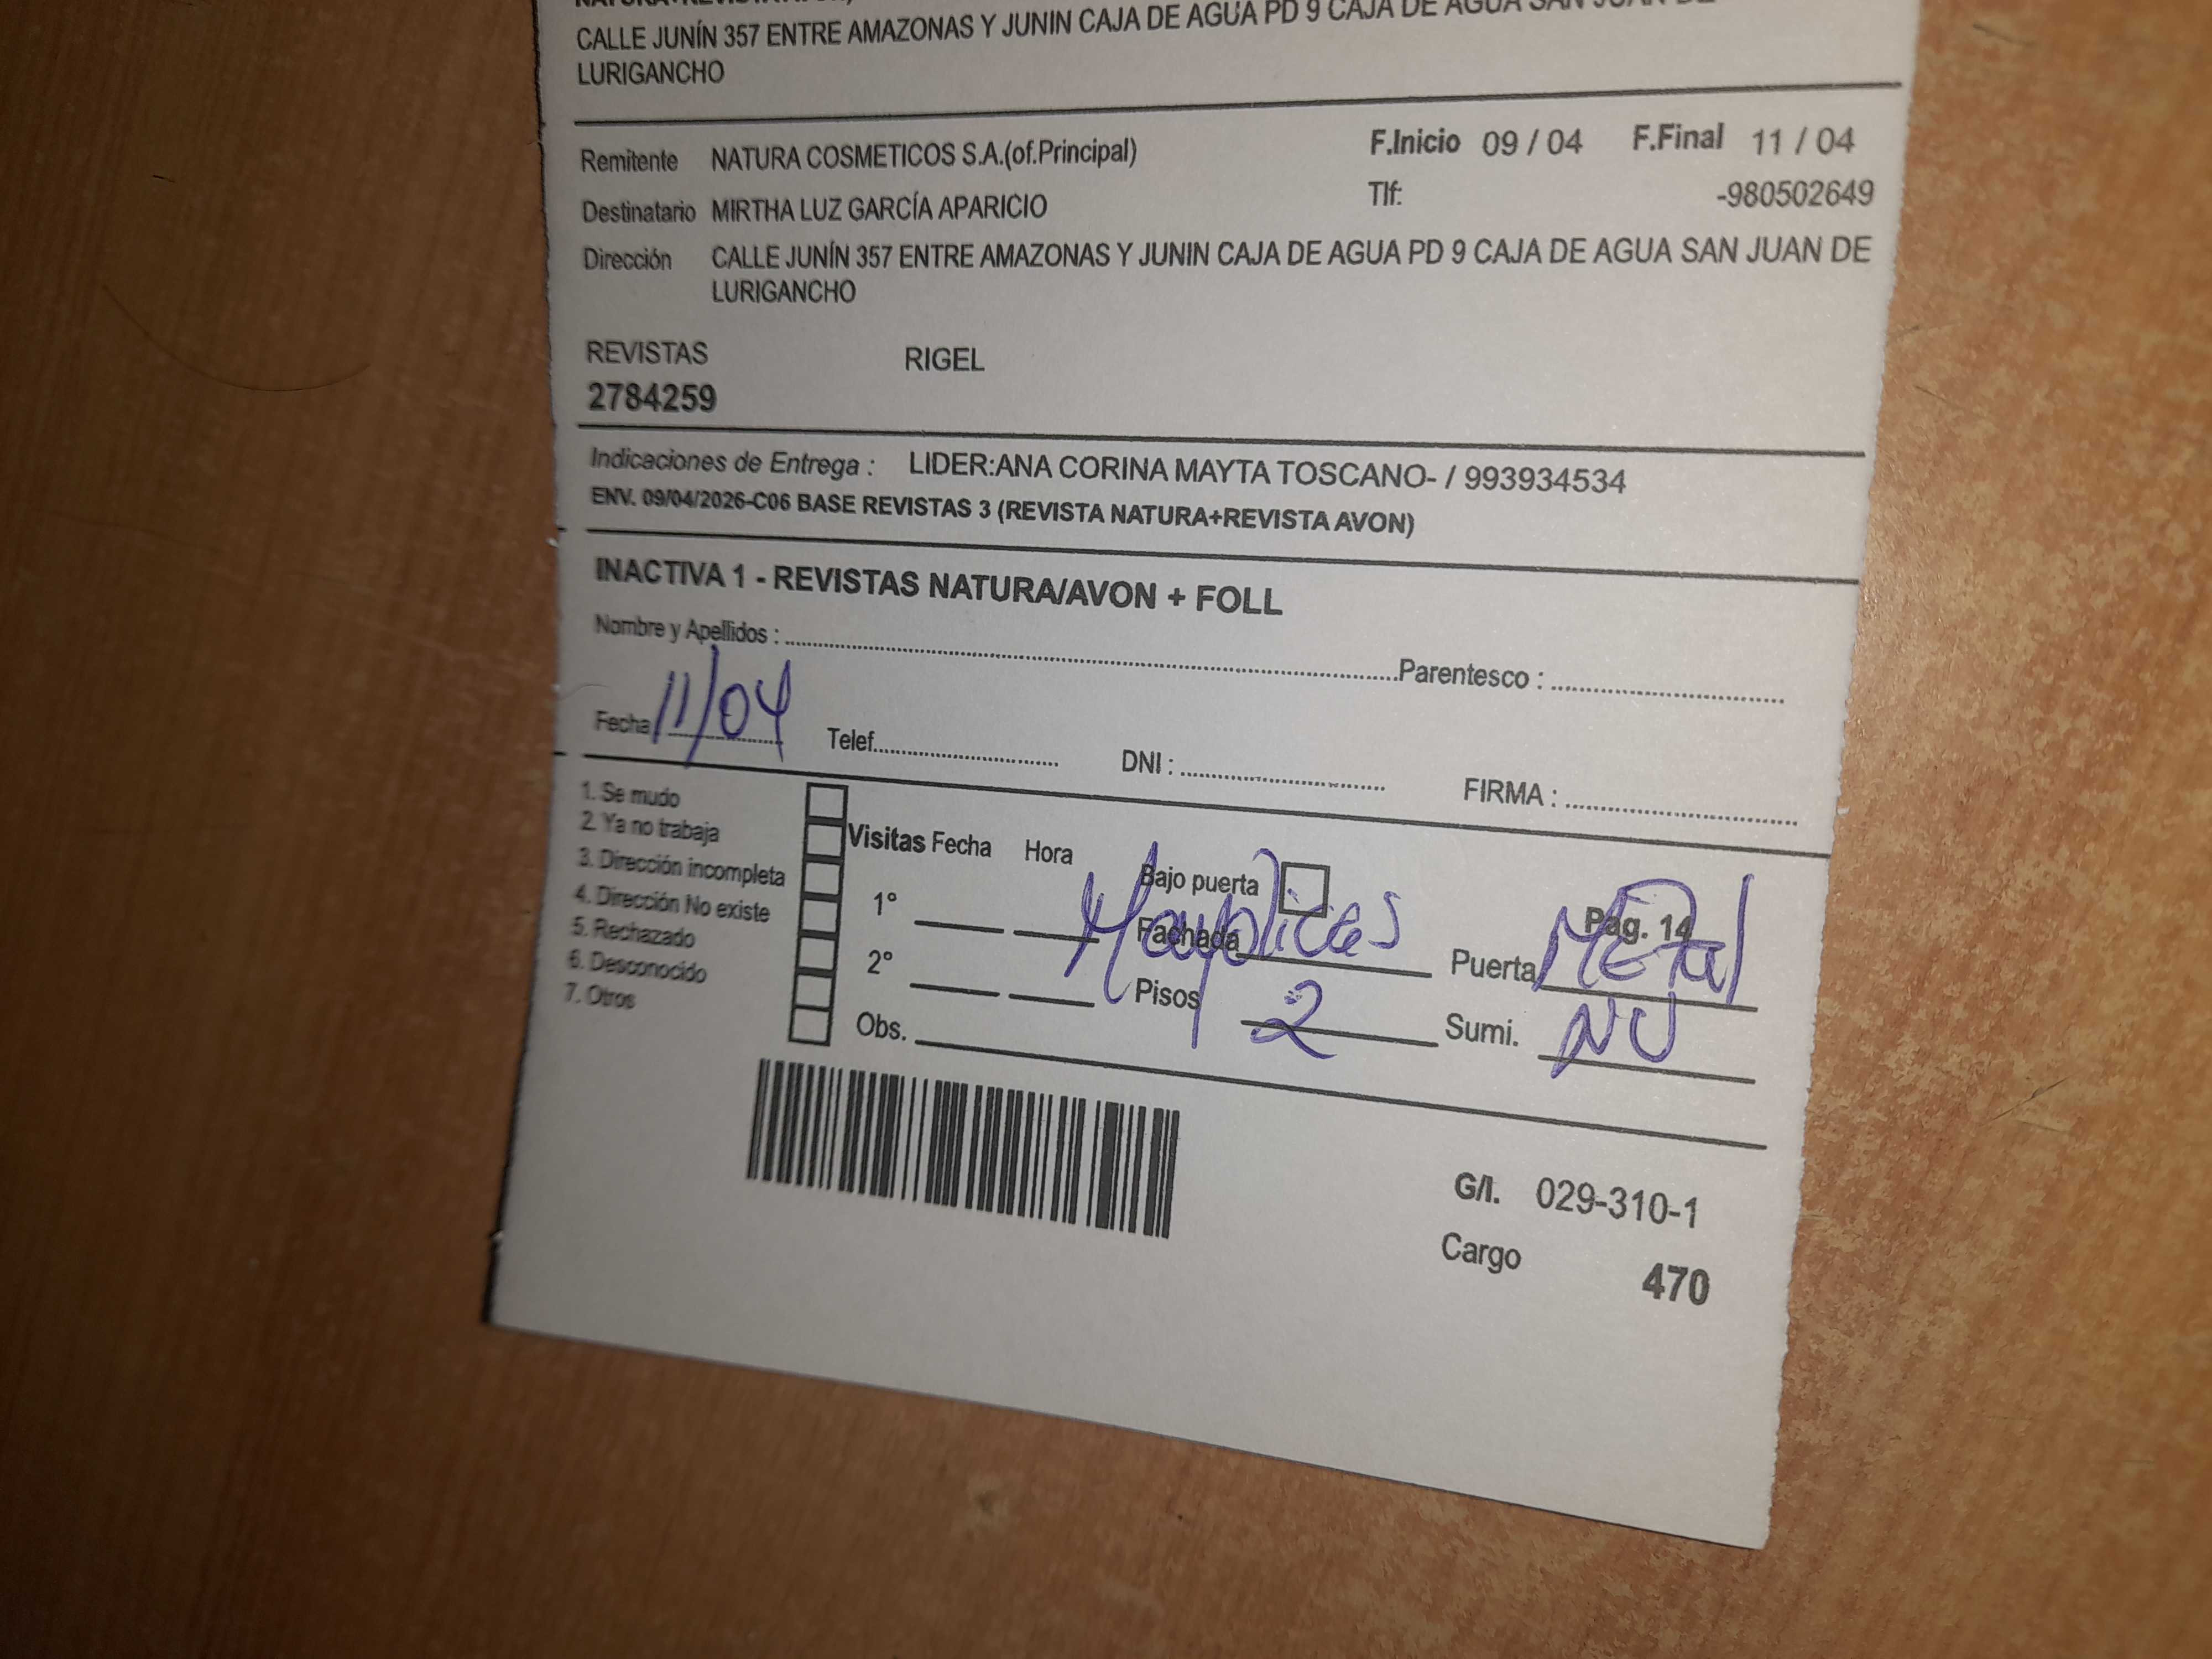 CALLE JUNÍN 357 ENTRE AMAZONAS Y JUNIN CAJA DE AGUA PD 9 CAJA DE AGUA SAN JUAN DE
LURIGANCHO
Remitente NATURA COSMETICOS S.A.(of.Principal) F.Inicio 09 / 04 F.Final 11 / 04
Destinatario MIRTHA LUZ GARCÍA APARICIO Tlf: -980502649
Dirección CALLE JUNÍN 357 ENTRE AMAZONAS Y JUNIN CAJA DE AGUA PD 9 CAJA DE AGUA SAN JUAN DE
LURIGANCHO
REVISTAS RIGEL
2784259
Indicaciones de Entrega : LIDER:ANA CORINA MAYTA TOSCANO- / 993934534
ENV. 09/04/2026-C06 BASE REVISTAS 3 (REVISTA NATURA+REVISTA AVON)
INACTIVA 1 - REVISTAS NATURA/AVON + FOLL
Nombre y Apellidos : Parentesco :
Fecha 11/04 Telef. DNI : FIRMA :
1. Se mudo
2. Ya no trabaja
3. Dirección incompleta
4. Dirección No existe
5. Rechazado
6. Desconocido
7. Otros
Visitas Fecha Hora Bajo puerta Pag. 14
1° Fachada Mayolicas Puerta Metal
2° Pisos 2 Sumi. NU
Obs.
G/I. 029-310-1
Cargo 470